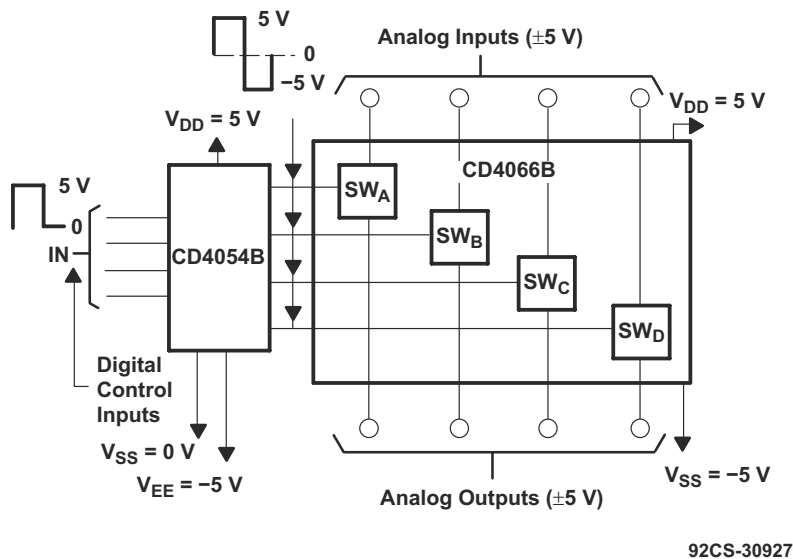 5 V
0
−5 V
Analog Inputs (±5 V)
V_DD = 5 V
V_DD = 5 V
5 V
0
IN
CD4054B
CD4066B
SW_A
SW_B
SW_C
SW_D
Digital
Control
Inputs
V_SS = 0 V
V_EE = −5 V
V_SS = −5 V
Analog Outputs (±5 V)
92CS-30927